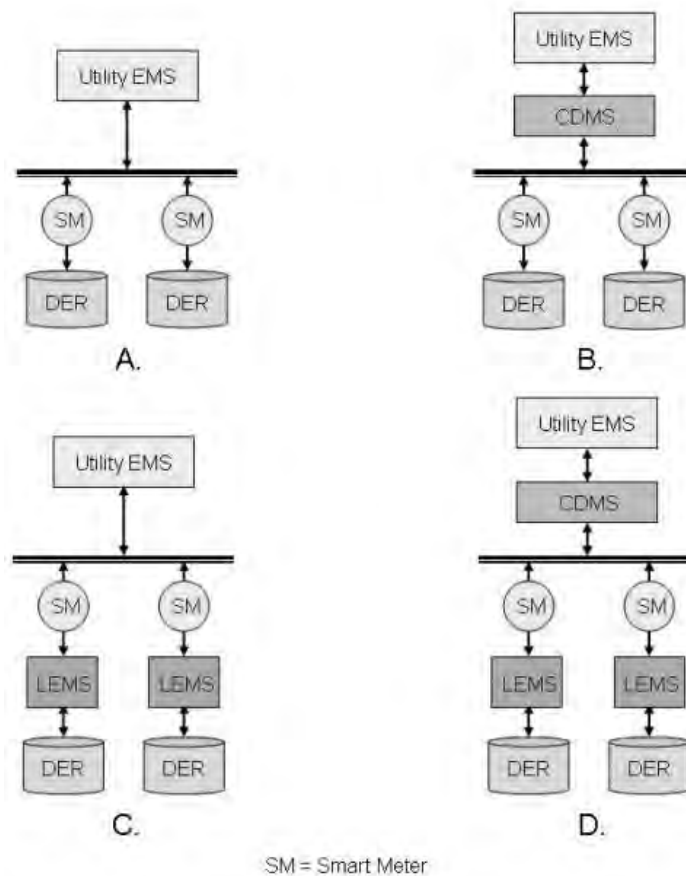 Utility EMS
SM SM
DER DER
A.
Utility EMS
CDMS
SM SM
DER DER
B.
Utility EMS
SM SM
LEMS LEMS
DER DER
C.
Utility EMS
CDMS
SM SM
LEMS LEMS
DER DER
D.
SM = Smart Meter